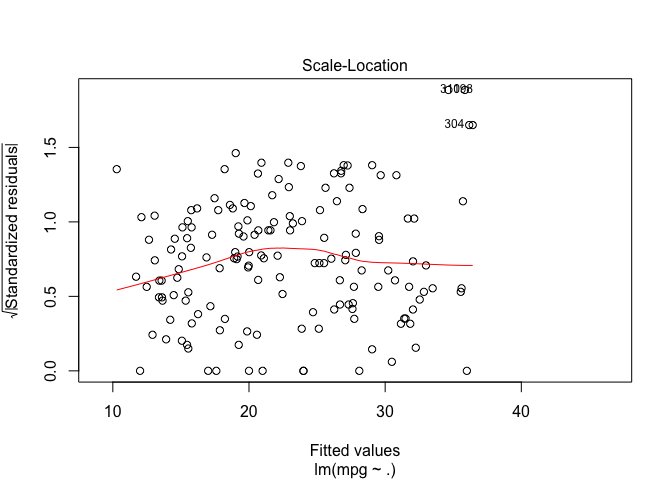 Scale-Location
√|Standardized residuals|
0.0 0.5 1.0 1.5
304
10 20 30 40
Fitted values
lm(mpg ~ .)